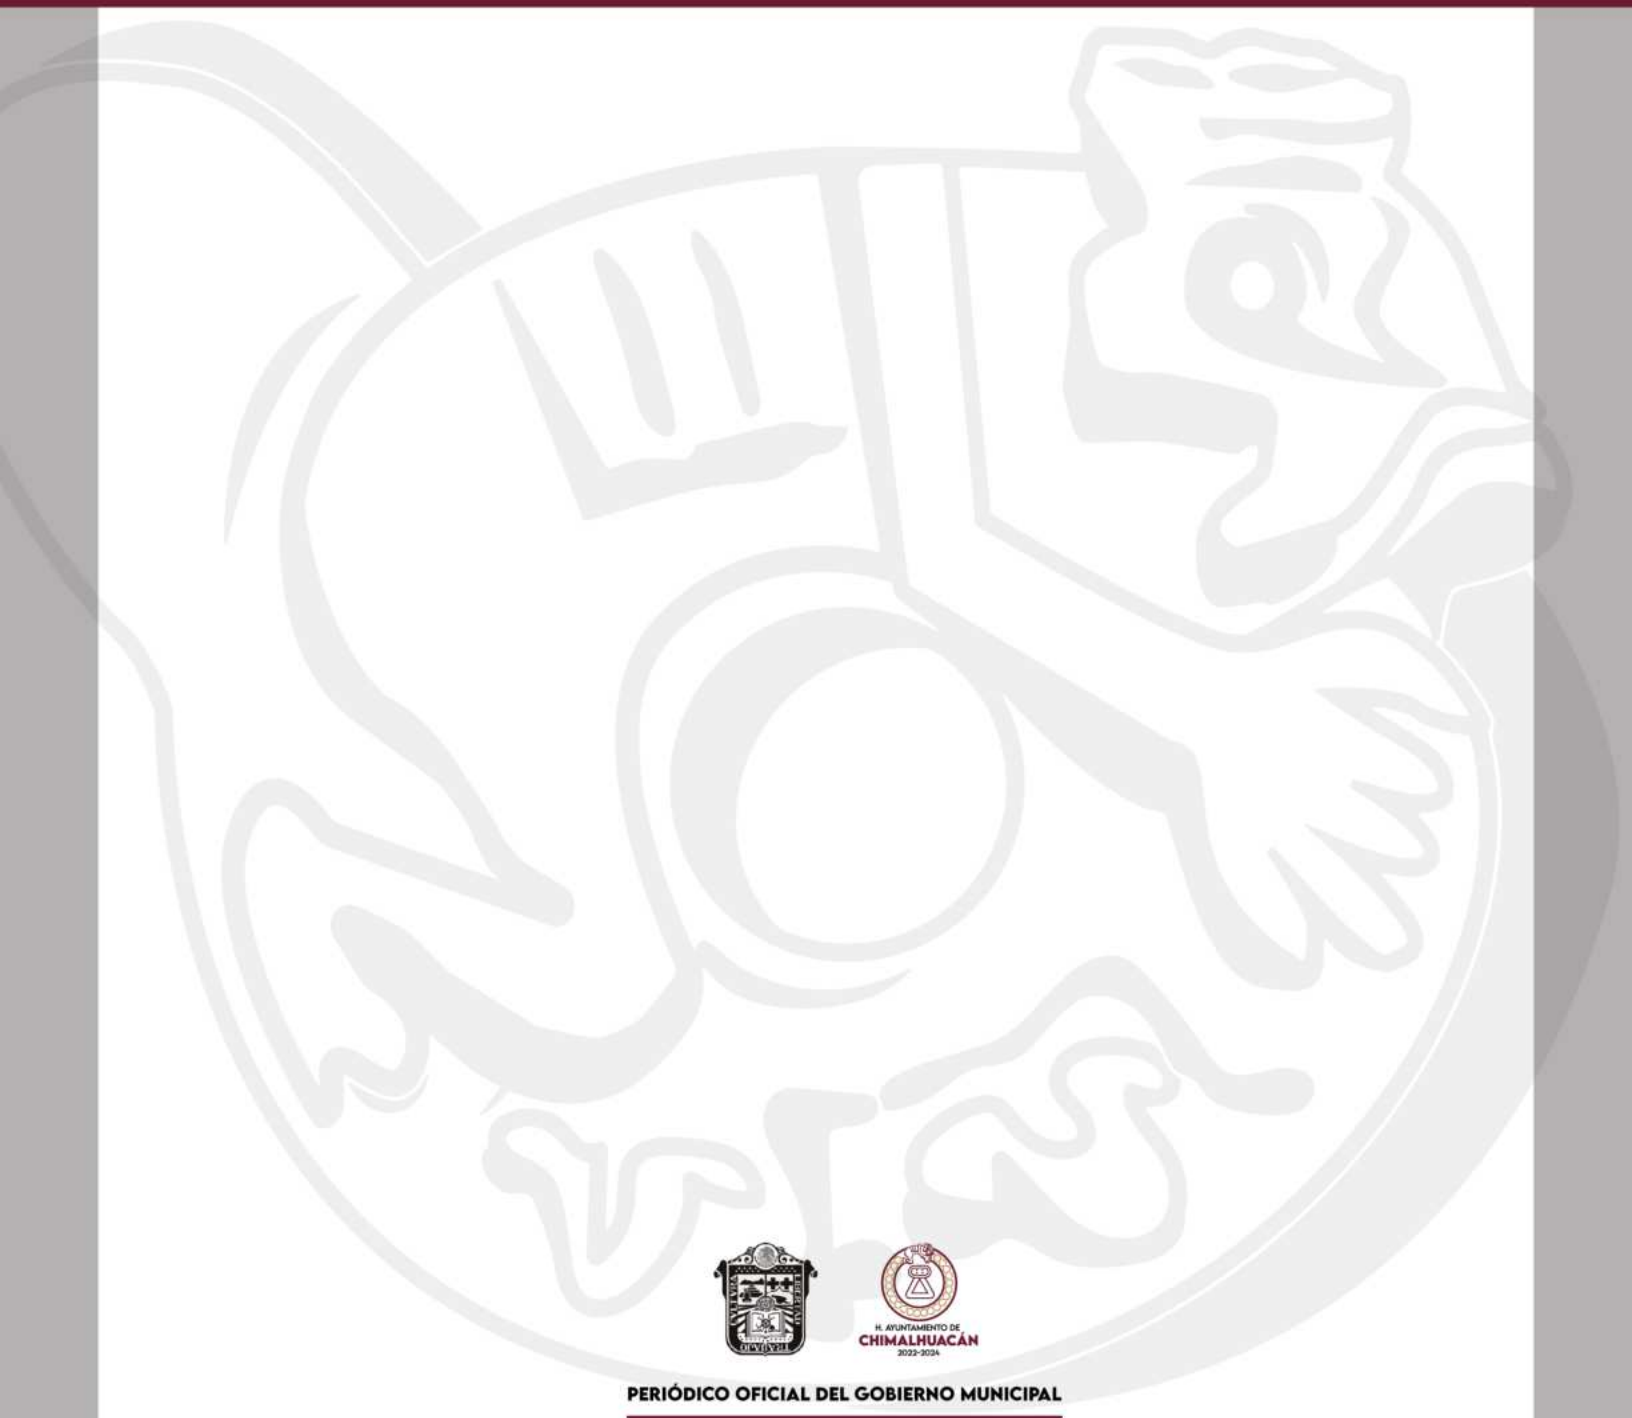 H. AYUNTAMIENTO DE
CHIMALHUACÁN
2022-2024
PERIÓDICO OFICIAL DEL GOBIERNO MUNICIPAL